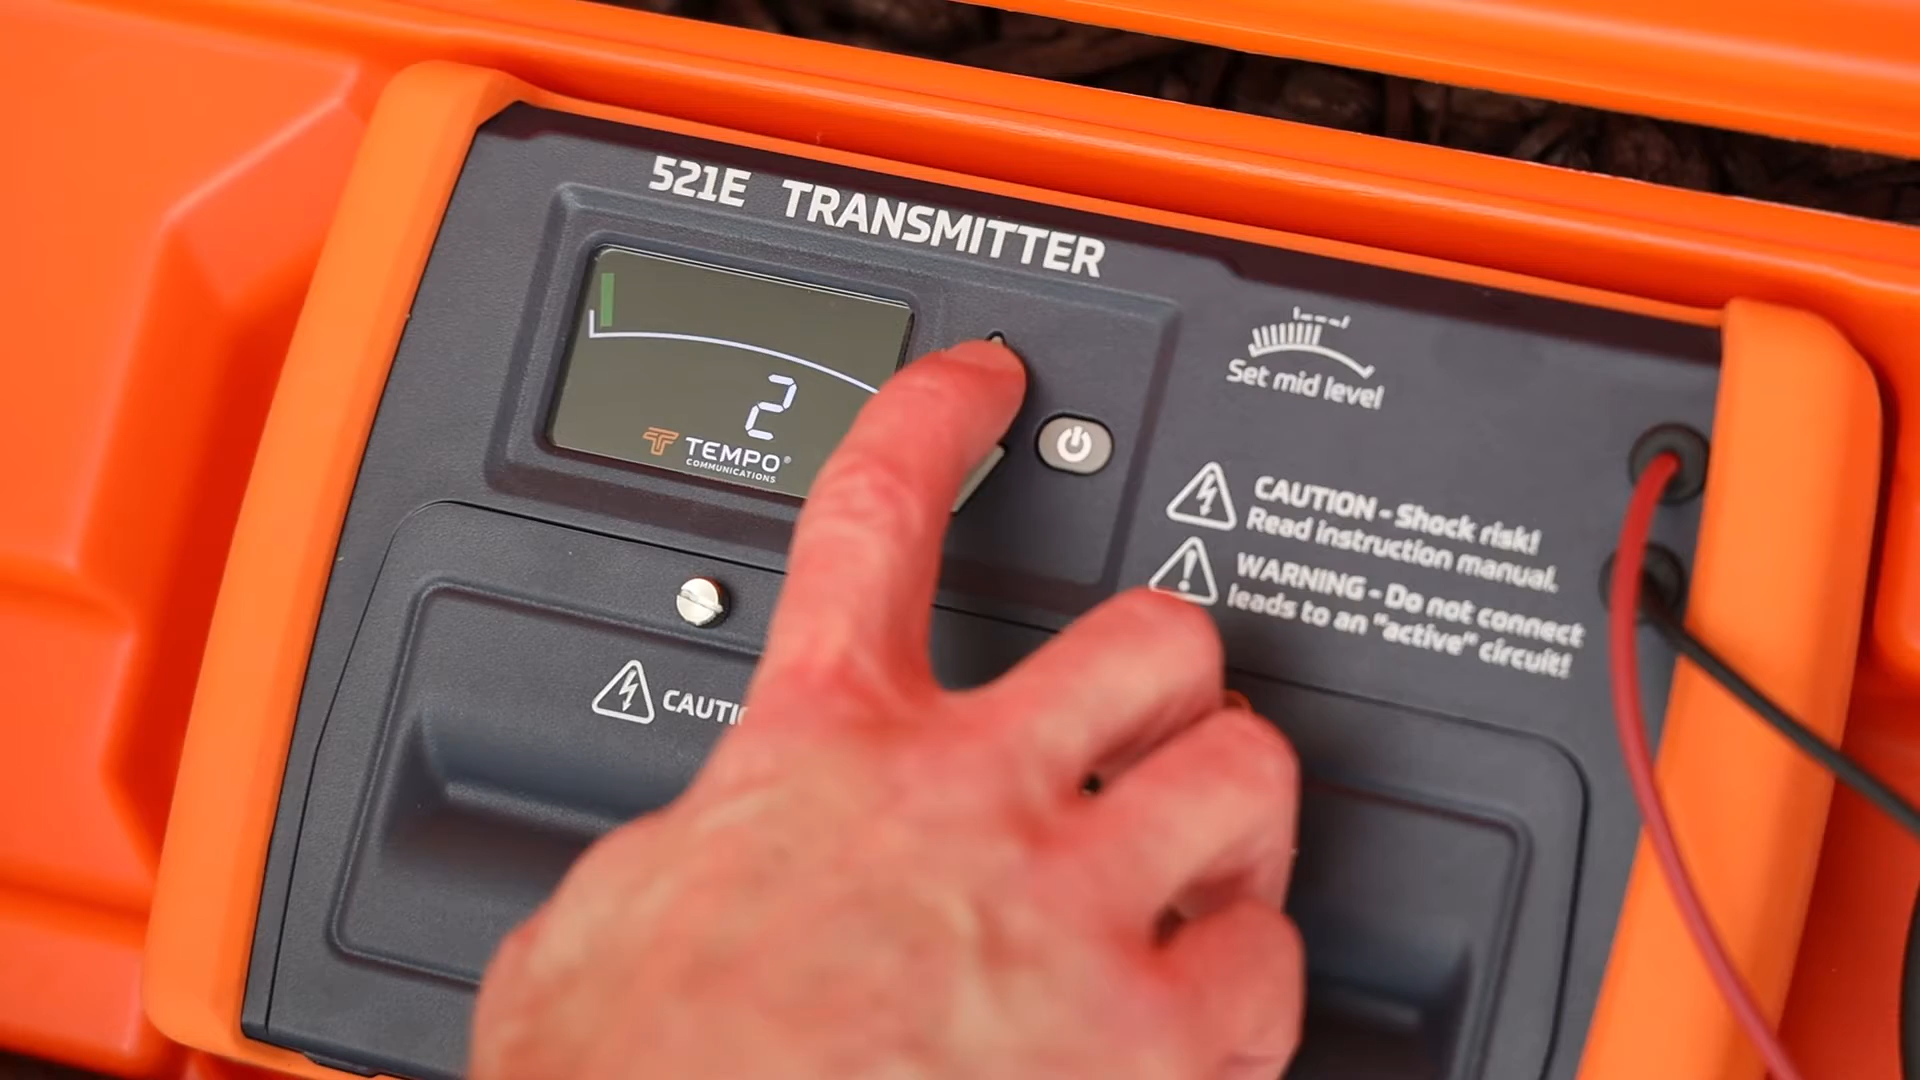 521E TRANSMITTER
2
TEMPO®
COMMUNICATIONS
Set mid level
CAUTION - Shock risk!
Read instruction manual.
WARNING - Do not connect
leads to an "active" circuit!